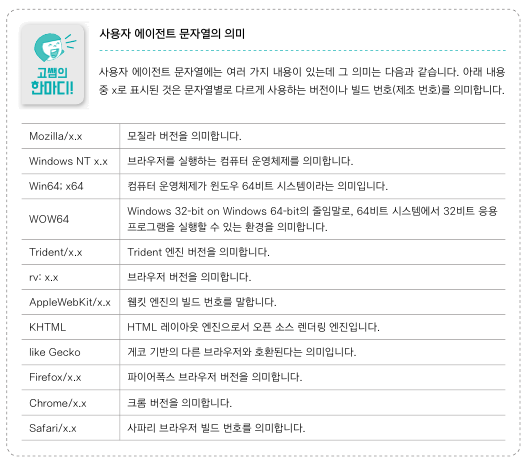 사용자 에이전트 문자열의 의미
고쌤의
한마디!
사용자 에이전트 문자열에는 여러 가지 내용이 있는데 그 의미는 다음과 같습니다. 아래 내용
중 x로 표시된 것은 문자열별로 다르게 사용하는 버전이나 빌드 번호(제조 번호)를 의미합니다.
Mozilla/x.x 모질라 버전을 의미합니다.
Windows NT x.x 브라우저를 실행하는 컴퓨터 운영체제를 의미합니다.
Win64; x64 컴퓨터 운영체제가 윈도우 64비트 시스템이라는 의미입니다.
WOW64 Windows 32-bit on Windows 64-bit의 줄임말로, 64비트 시스템에서 32비트 응용
프로그램을 실행할 수 있는 환경을 의미합니다.
Trident/x.x Trident 엔진 버전을 의미합니다.
rv: x.x 브라우저 버전을 의미합니다.
AppleWebKit/x.x 웹킷 엔진의 빌드 번호를 말합니다.
KHTML HTML 레이아웃 엔진으로서 오픈 소스 렌더링 엔진입니다.
like Gecko 게코 기반의 다른 브라우저와 호환된다는 의미입니다.
Firefox/x.x 파이어폭스 브라우저 버전을 의미합니다.
Chrome/x.x 크롬 버전을 의미합니다.
Safari/x.x 사파리 브라우저 빌드 번호를 의미합니다.